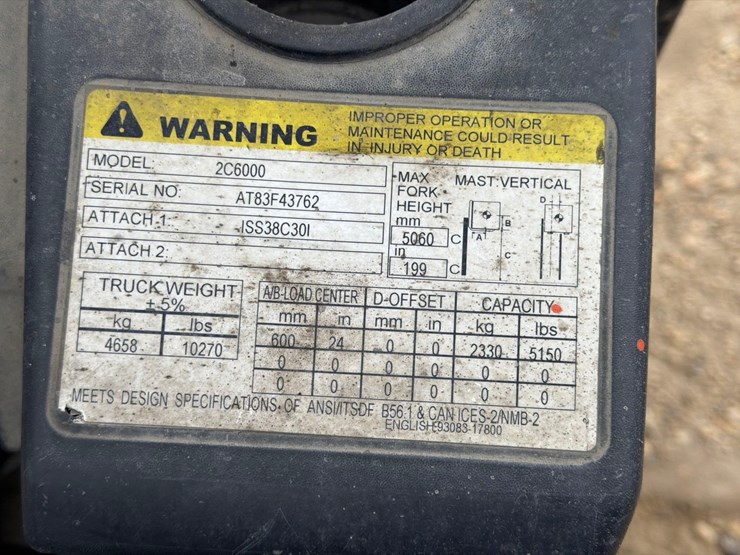 WARNING
IMPROPER OPERATION OR
MAINTENANCE COULD RESULT
IN INJURY OR DEATH
MODEL: 2C6000
SERIAL NO: AT83F43762
ATTACH.1: ISS38C30I
ATTACH 2:
MAX FORK HEIGHT
mm
5060 C
in
199 C
MAST:VERTICAL
A B C D
TRUCK WEIGHT
± 5%
kg lbs
4658 10270
A/B-LOAD CENTER D-OFFSET CAPACITY
mm in mm in kg lbs
600 24 0 0 2330 5150
0 0 0 0 0 0
0 0 0 0 0 0
MEETS DESIGN SPECIFICATIONS OF ANSI/ITSDF B56.1 & CAN ICES-2/NMB-2
ENGLISH-93083-17800